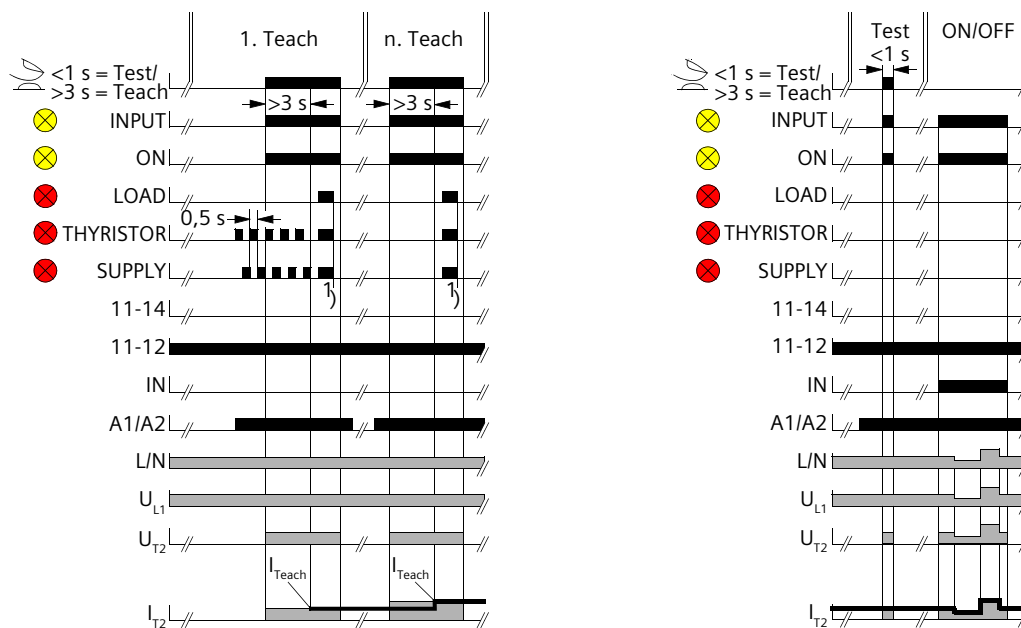 1. Teach
n. Teach
<1 s = Test/
>3 s = Teach
>3 s
>3 s
INPUT
ON
LOAD
0,5 s
THYRISTOR
SUPPLY
1)
1)
11-14
11-12
IN
A1/A2
L/N
UL1
UT2
ITeach
ITeach
IT2
Test
<1 s
ON/OFF
<1 s = Test/
>3 s = Teach
INPUT
ON
LOAD
THYRISTOR
SUPPLY
11-14
11-12
IN
A1/A2
L/N
UL1
UT2
IT2